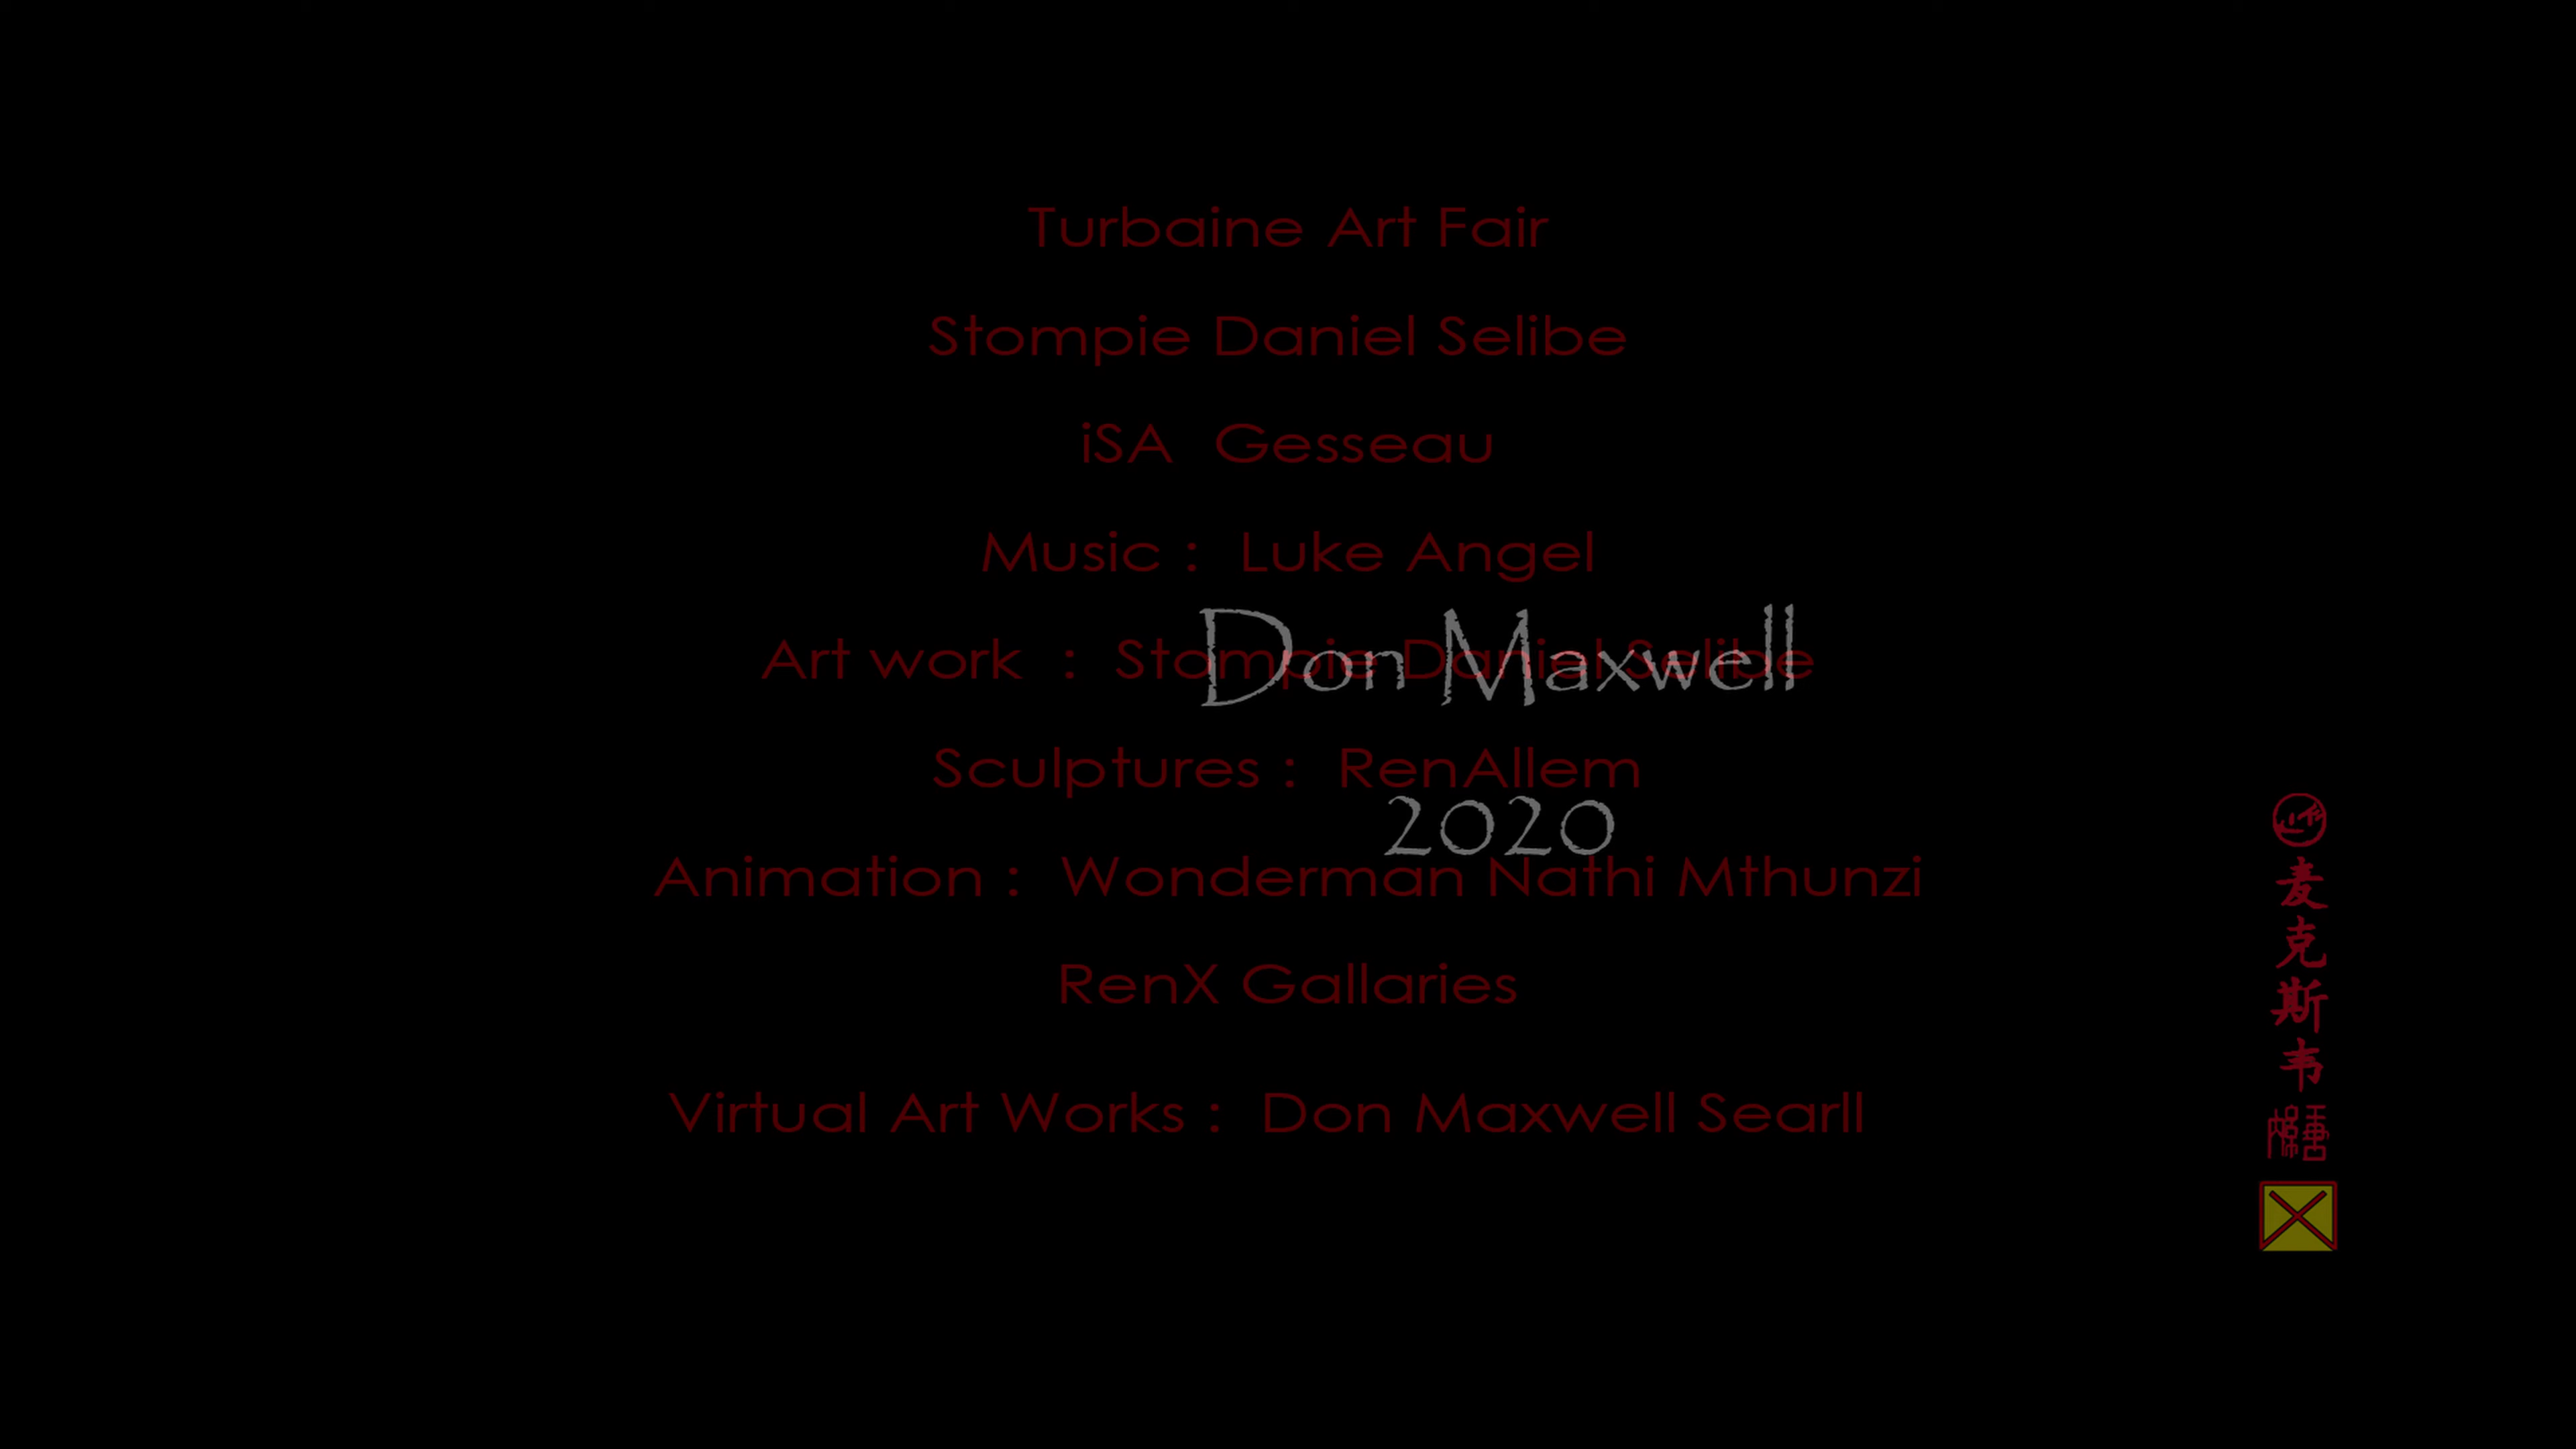 Turbaine Art Fair
Stompie Daniel Selibe
iSA Gesseau
Music : Luke Angel
Don Maxwell
Art work : Stompie Daniel Selibe
Sculptures : RenAllem
2020
Animation : Wonderman Nathi Mthunzi
RenX Gallaries
Virtual Art Works : Don Maxwell Searll
麦克斯韦